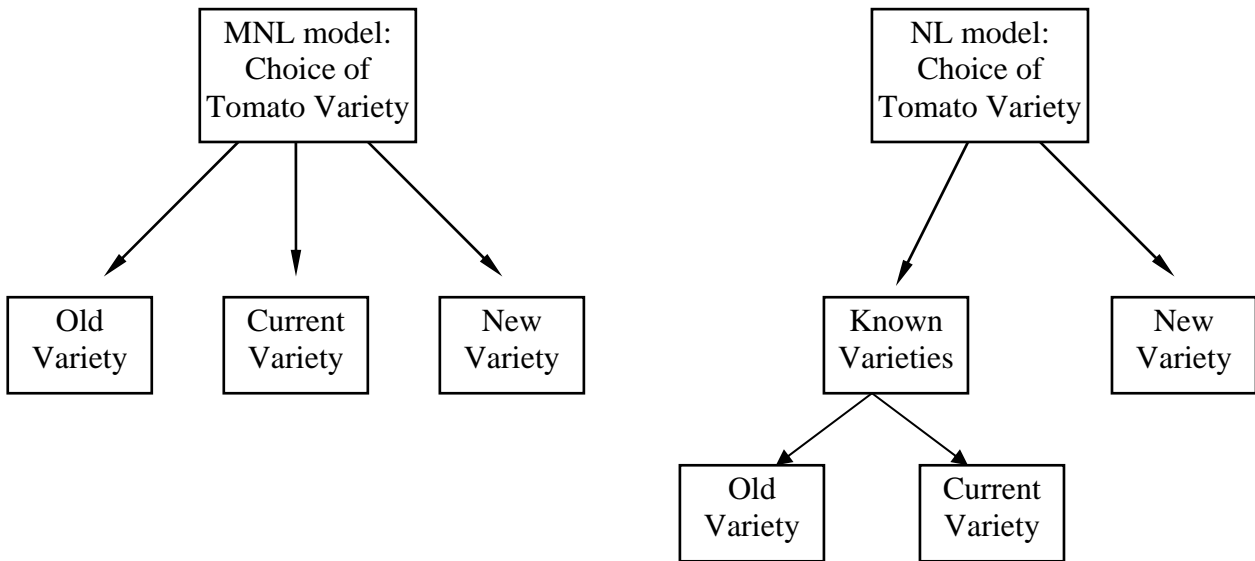 MNL model:
Choice of
Tomato Variety
Old
Variety
Current
Variety
New
Variety
NL model:
Choice of
Tomato Variety
Known
Varieties
New
Variety
Old
Variety
Current
Variety